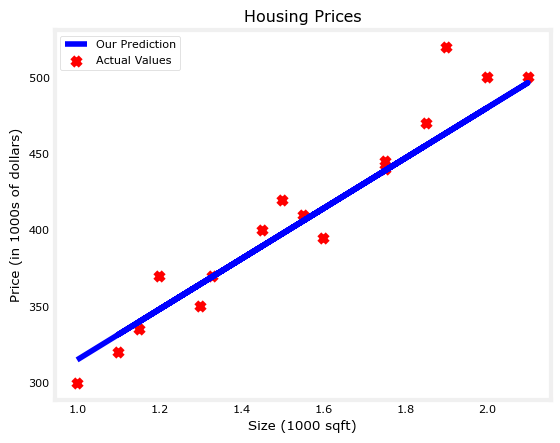 Housing Prices
Our Prediction
Actual Values
Price (in 1000s of dollars)
500
450
400
350
300
1.0 1.2 1.4 1.6 1.8 2.0
Size (1000 sqft)